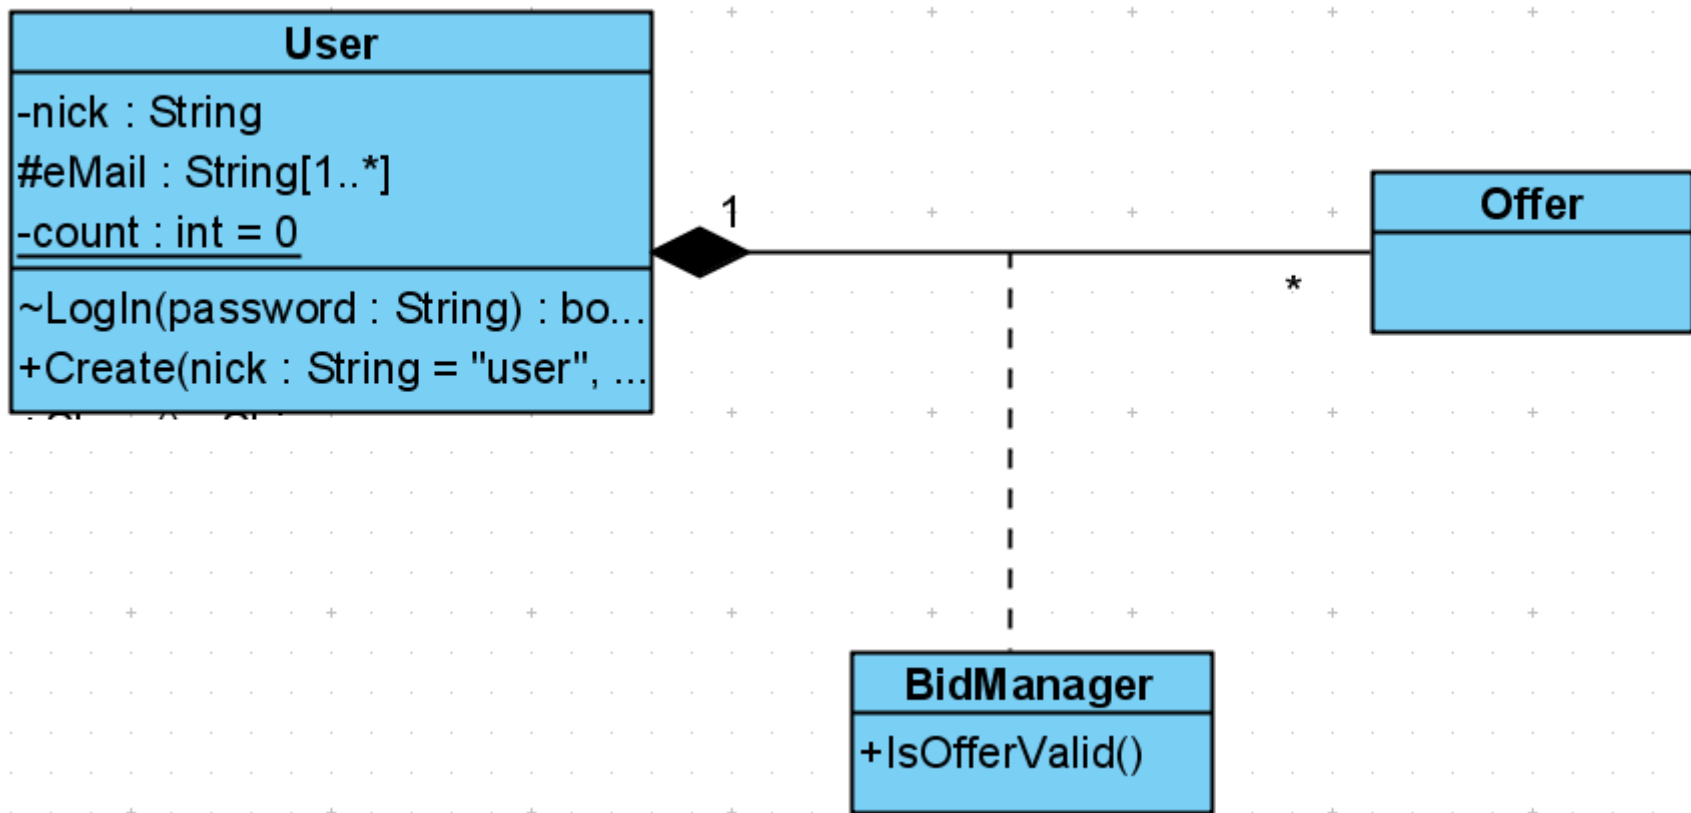 User
-nick : String
#eMail : String[1..*]
-count : int = 0
~LogIn(password : String) : bo...
+Create(nick : String = "user", ...
1
*
Offer
BidManager
+IsOfferValid()